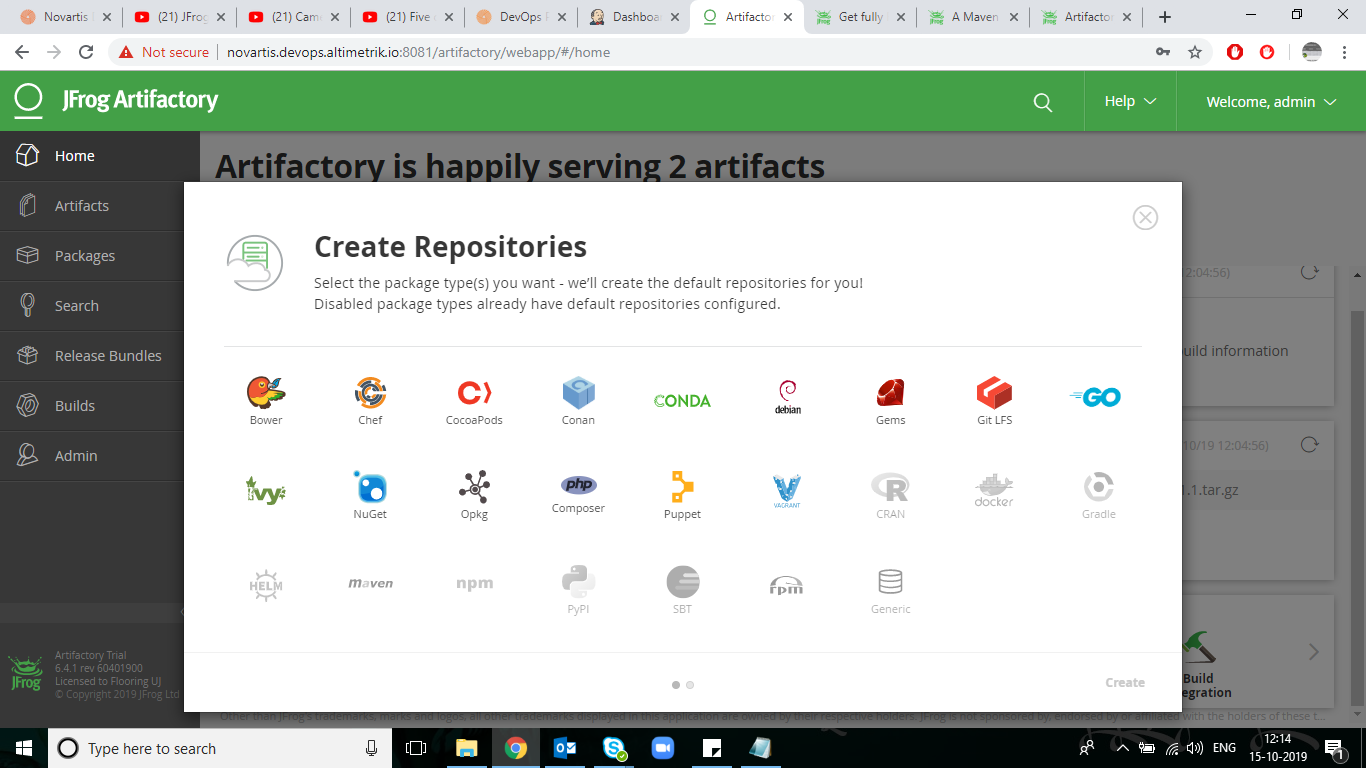 Novartis
(21) JFrog
(21) Cam
(21) Five
DevOps F
Dashboa
Artifactor
Get fully
A Maven
Artifactor
Not secure
novartis.devops.altimetrik.io:8081/artifactory/webapp/#/home
JFrog Artifactory
Help
Welcome, admin
Home
Artifacts
Packages
Search
Release Bundles
Builds
Admin
Artifactory is happily serving 2 artifacts
Create Repositories
Select the package type(s) you want - we'll create the default repositories for you!
Disabled package types already have default repositories configured.
12:04:56)
uild information
10/19 12:04:56)
1.1.tar.gz
Bower
Chef
CocoaPods
Conan
CONDA
debian
Gems
Git LFS
GO
ivy
NuGet
Opkg
php
Composer
Puppet
VAGRANT
CRAN
docker
Gradle
HELM
maven
npm
PyPI
SBT
rpm
Generic
Create
Build
egration
JFrog
Artifactory Trial
6.4.1 rev 60401900
Licensed to Flooring UJ
© Copyright 2019 JFrog Ltd
Other than JFrog's trademarks, marks and logos, all other trademarks displayed in the application are owned by their respective holders. JFrog is not sponsored by, endorsed by or affiliated with the holders of these t...
Type here to search
ENG
12:14
15-10-2019
1